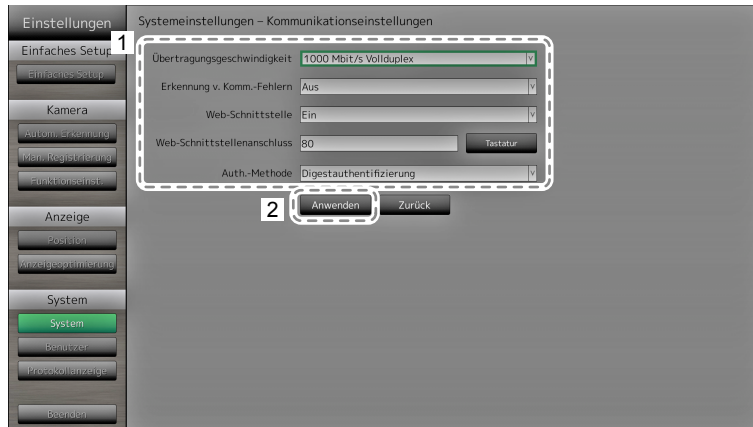 Einstellungen
Einfaches Setup
Einfaches Setup
Kamera
Autom. Erkennung
Man. Registrierung
Funktionseinst.
Anzeige
Position
Anzeigeoptimierung
System
System
Benutzer
Protokollanzeige
Beenden
Systemeinstellungen – Kommunikationseinstellungen
1
Übertragungsgeschwindigkeit 1000 Mbit/s Vollduplex
Erkennung v. Komm.-Fehlern Aus
Web-Schnittstelle Ein
Web-Schnittstellenanschluss 80 Tastatur
Auth.-Methode Digestauthentifizierung
2 Anwenden Zurück